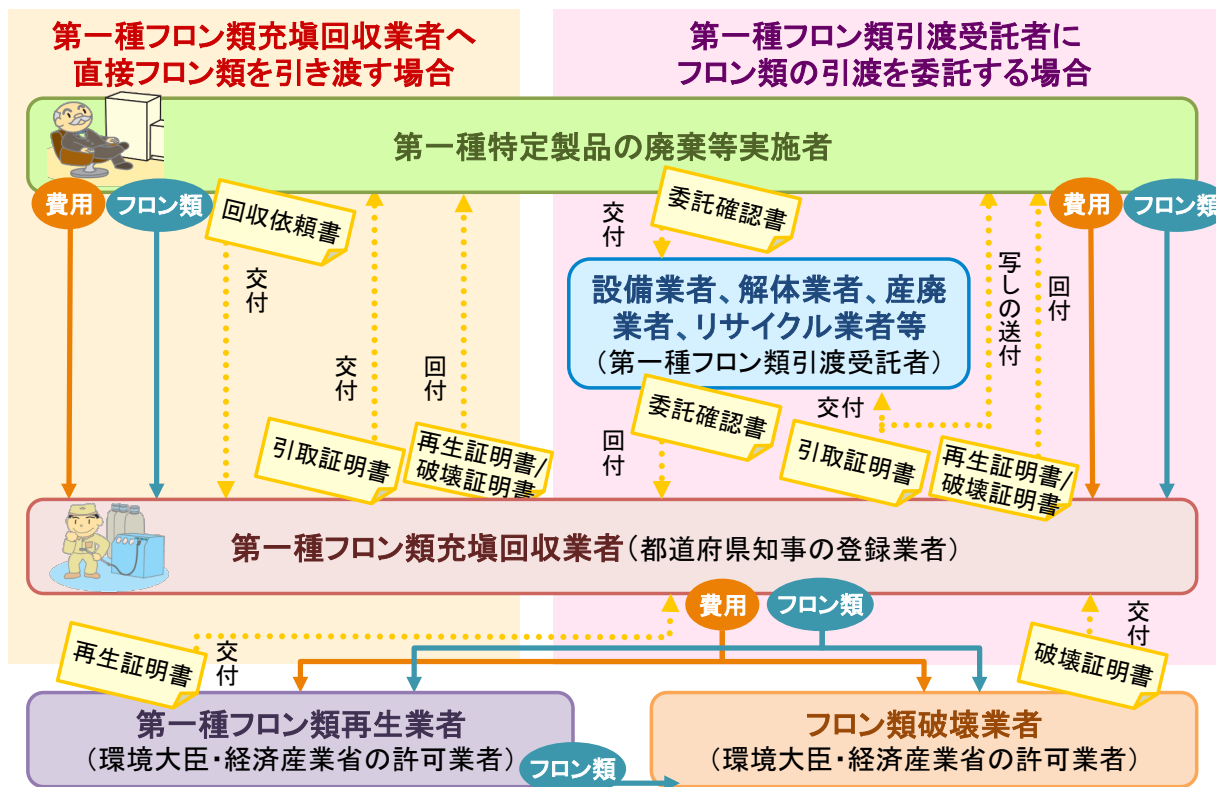 第一種フロン類充塡回収業者へ
直接フロン類を引き渡す場合
第一種フロン類引渡受託者に
フロン類の引渡を委託する場合
第一種特定製品の廃棄等実施者
費用
フロン類
回収依頼書
交付
交付
引取証明書
回付
再生証明書/
破壊証明書
交付
委託確認書
設備業者、解体業者、産廃
業者、リサイクル業者等
（第一種フロン類引渡受託者）
回付
委託確認書
交付
引取証明書
写しの送付
回付
再生証明書/
破壊証明書
費用
フロン類
第一種フロン類充塡回収業者（都道府県知事の登録業者）
費用
フロン類
再生証明書
交付
破壊証明書
交付
第一種フロン類再生業者
（環境大臣・経済産業省の許可業者）
フロン類
フロン類破壊業者
（環境大臣・経済産業省の許可業者）